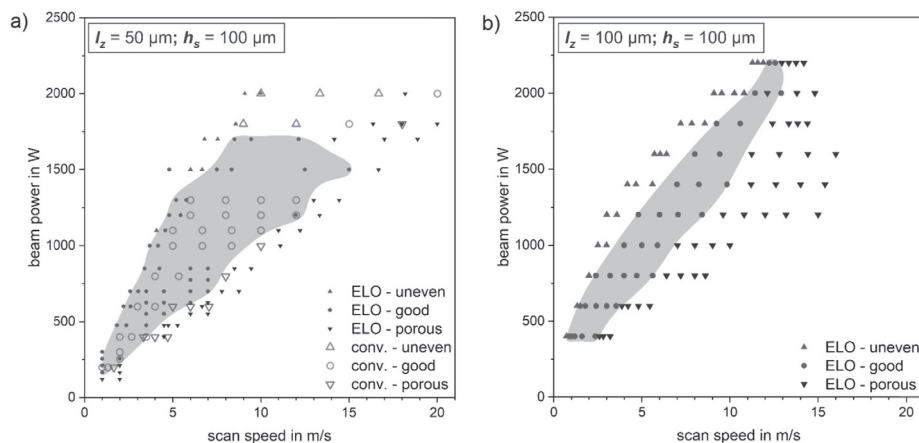 a)
l_z = 50 µm; h_s = 100 µm
2500
2000
1500
1000
500
0
beam power in W
ELO - uneven
ELO - good
ELO - porous
conv. - uneven
conv. - good
conv. - porous
0 5 10 15 20
scan speed in m/s
b)
l_z = 100 µm; h_s = 100 µm
2500
2000
1500
1000
500
0
beam power in W
ELO - uneven
ELO - good
ELO - porous
0 5 10 15 20
scan speed in m/s